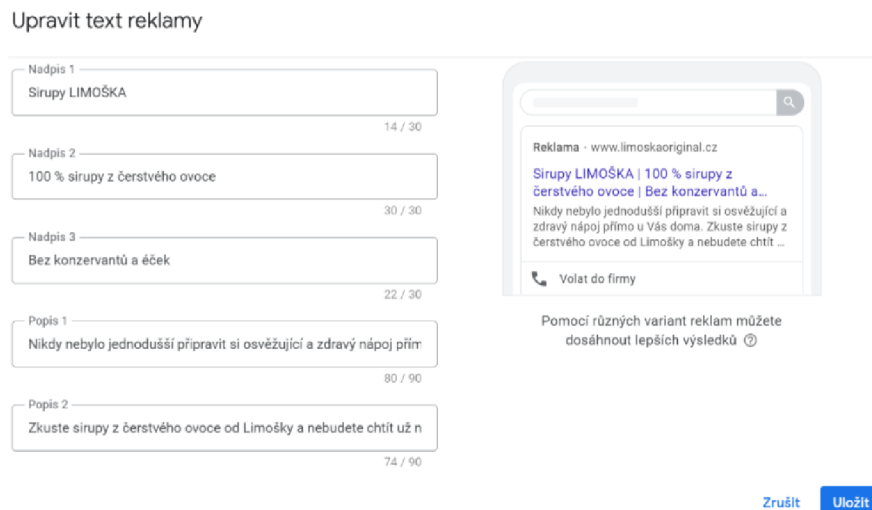 Upravit text reklamy
Nadpis 1
Sirupy LIMOŠKA
14 / 30
Nadpis 2
100 % sirupy z čerstvého ovoce
30 / 30
Nadpis 3
Bez konzervantů a éček
22 / 30
Popis 1
Nikdy nebylo jednodušší připravit si osvěžující a zdravý nápoj přím
80 / 90
Popis 2
Zkuste sirupy z čerstvého ovoce od Limošky a nebudete chtít už n
74 / 90
Reklama · www.limoskaoriginal.cz
Sirupy LIMOŠKA | 100 % sirupy z
čerstvého ovoce | Bez konzervantů a...
Nikdy nebylo jednodušší připravit si osvěžující a
zdravý nápoj přímo u Vás doma. Zkuste sirupy z
čerstvého ovoce od Limošky a nebudete chtít ...
Volat do firmy
Pomocí různých variant reklam můžete
dosáhnout lepších výsledků
Zrušit
Uložit